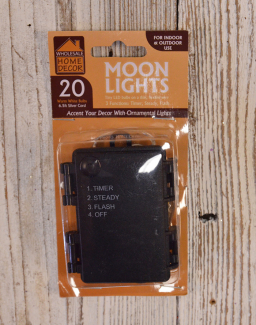 FOR INDOOR
& OUTDOOR
USE
WHOLESALE
HOME
DECOR
20
MOON
LIGHTS
Accent Your Decor With Ornamental Lights
1. TIMER
2. STEADY
3. FLASH
4. OFF